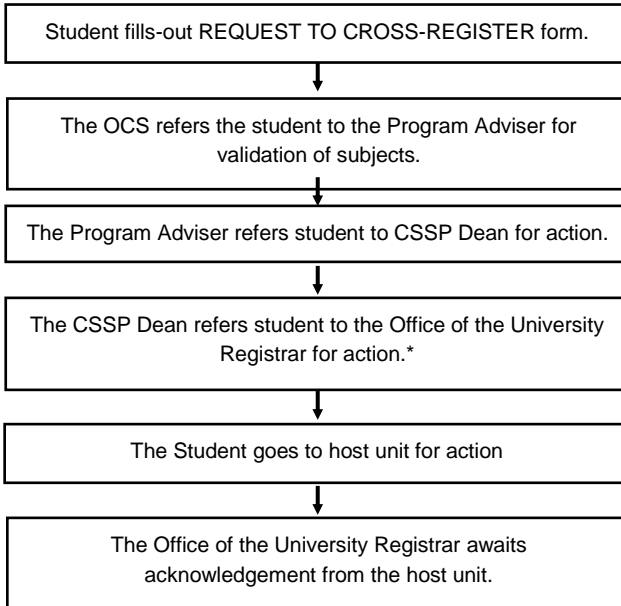 Student fills-out REQUEST TO CROSS-REGISTER form.
The OCS refers the student to the Program Adviser for
validation of subjects.
The Program Adviser refers student to CSSP Dean for action.
The CSSP Dean refers student to the Office of the University
Registrar for action.*
The Student goes to host unit for action
The Office of the University Registrar awaits
acknowledgement from the host unit.